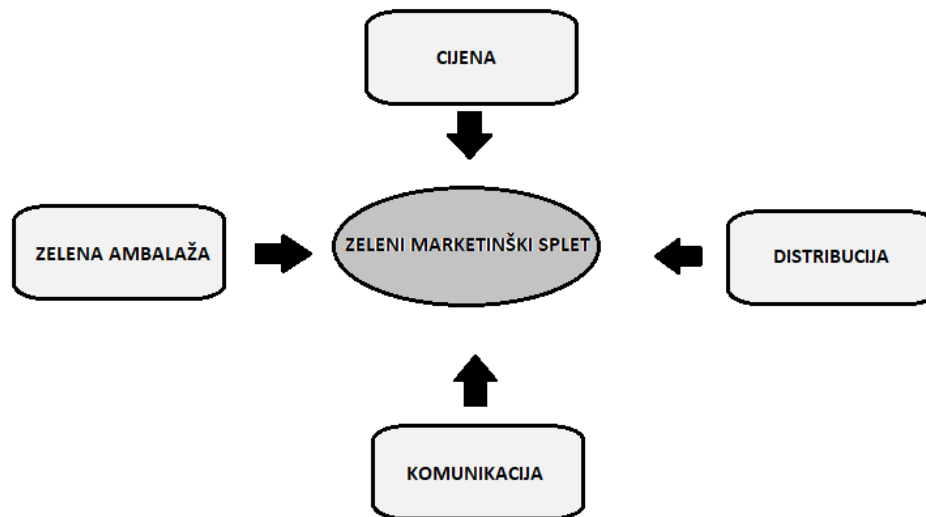 CIJENA
ZELENA AMBALAŽA
ZELENI MARKETINŠKI SPLET
DISTRIBUCIJA
KOMUNIKACIJA